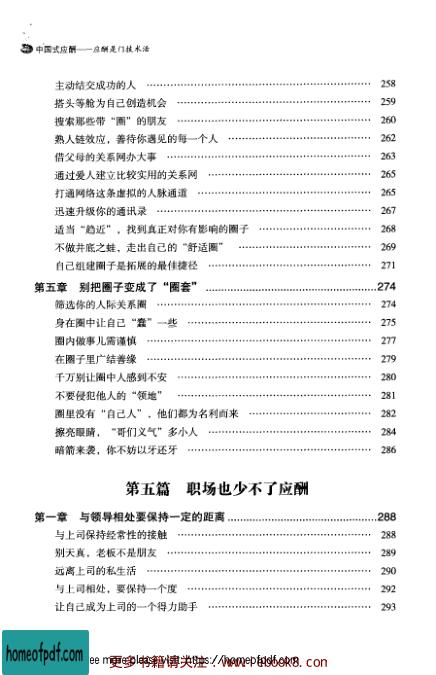 中国式应酬——应酬是门技术活
主动结交成功的人 258
搭头等舱为自己创造机会 259
搜索那些带“圈”的朋友 260
熟人链效应，善待你遇见的每一个人 262
借父母的关系网办大事 263
通过爱人建立比较实用的关系网 265
打通网络这条虚拟的人脉通道 265
迅速升级你的通讯录 267
适当“趋近”，找到真正对你有影响的圈子 268
不做井底之蛙，走出自己的“舒适圈” 269
自己组建圈子是拓展的最佳捷径 271
第五章 别把圈子变成了“圈套” 274
筛选你的人际关系圈 274
身在圈中让自己“蠢”一些 275
圈内做事儿需谨慎 277
在圈子里广结善缘 279
千万别让圈中人感到不安 280
不要侵犯他人的“领地” 281
圈里没有“自己人”，他们都为名利而来 282
擦亮眼睛，“哥们义气”多小人 284
暗箭来袭，你不妨以牙还牙 286
第五篇 职场也少不了应酬
第一章 与领导相处要保持一定的距离 288
与上司保持经常性的接触 288
别天真，老板不是朋友 289
远离上司的私生活 290
与上司相处，要保持一个度 292
让自己成为上司的一个得力助手 293
homeofpdf.com